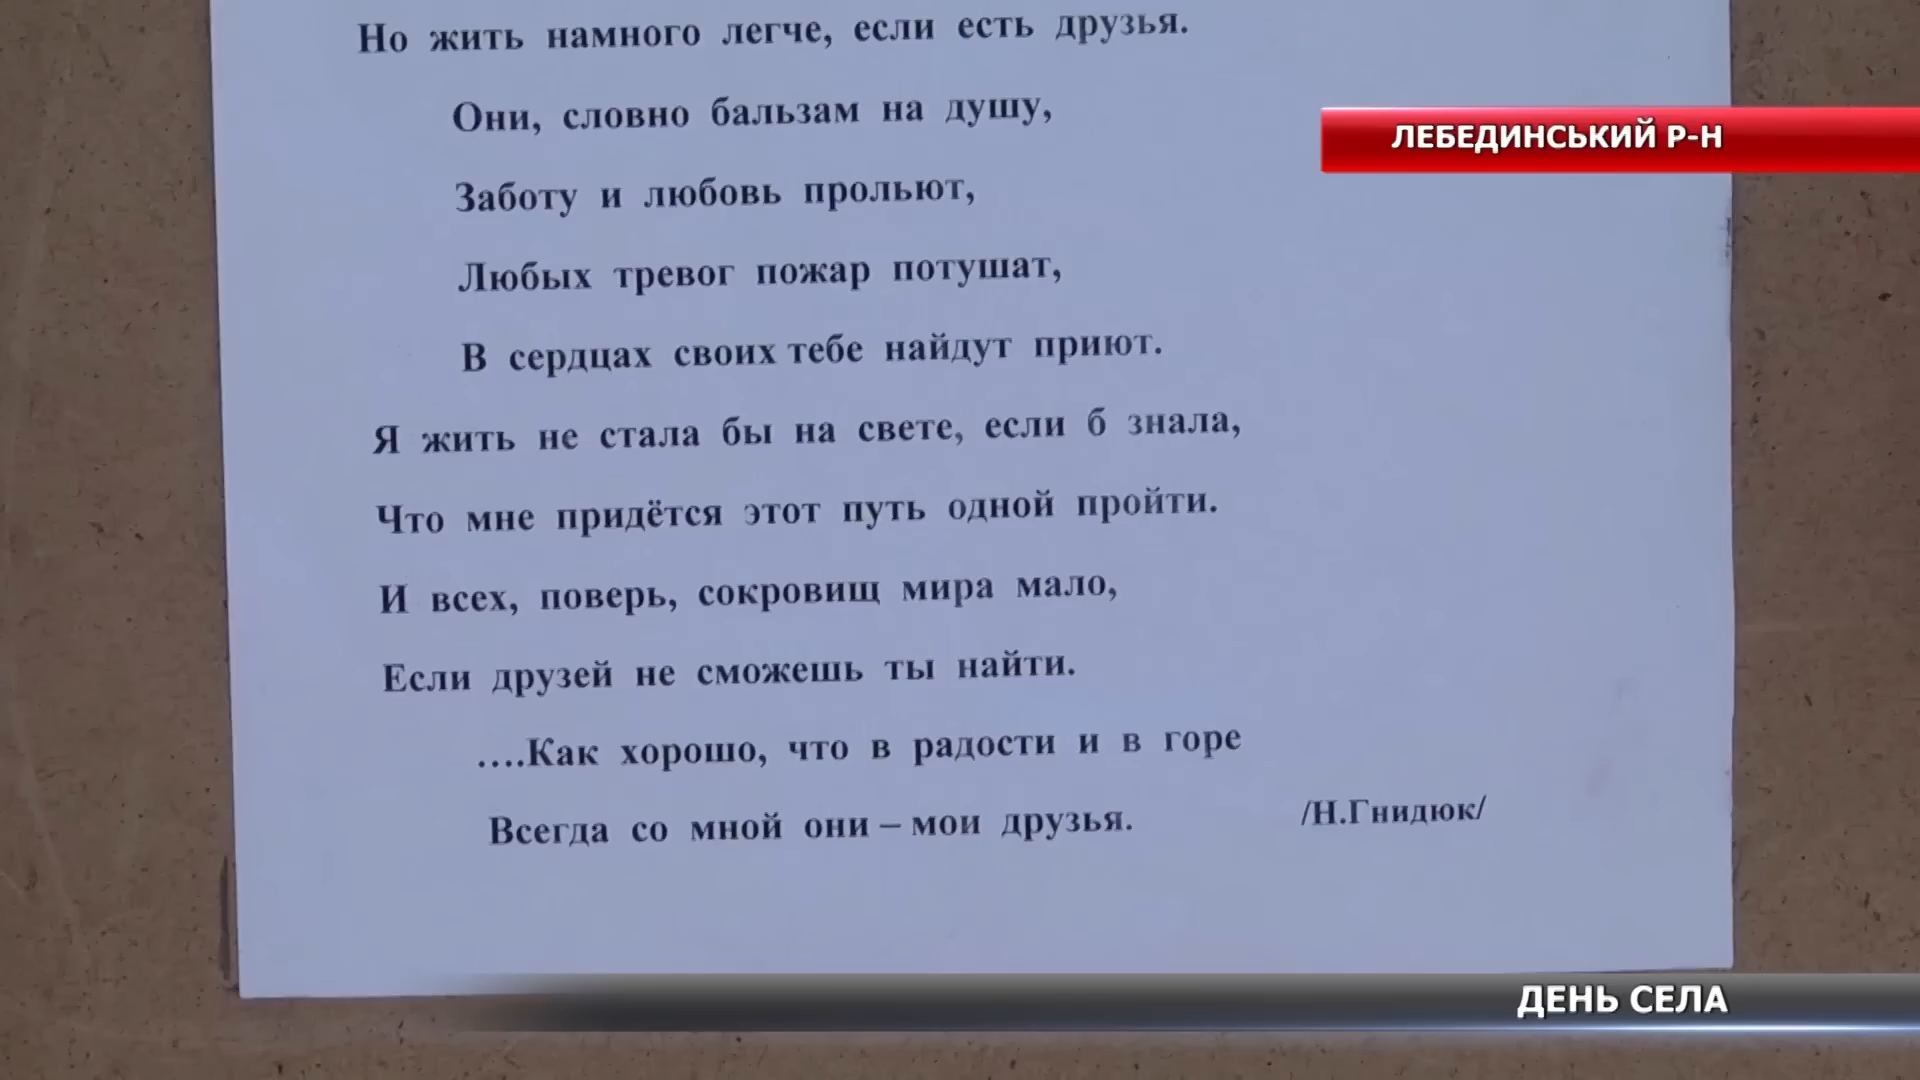 Но жить намного легче, если есть друзья.
Они, словно бальзам на душу,
ЛЕБЕДИНСЬКИЙ Р-Н
Заботу и любовь прольют,
Любых тревог пожар потушат,
В сердцах своих тебе найдут приют.
Я жить не стала бы на свете, если б знала,
Что мне придётся этот путь одной пройти.
И всех, поверь, сокровищ мира мало,
Если друзей не сможешь ты найти.
....Как хорошо, что в радости и в горе
Всегда со мной они – мои друзья. /Н.Гнидюк/
ДЕНЬ СЕЛА